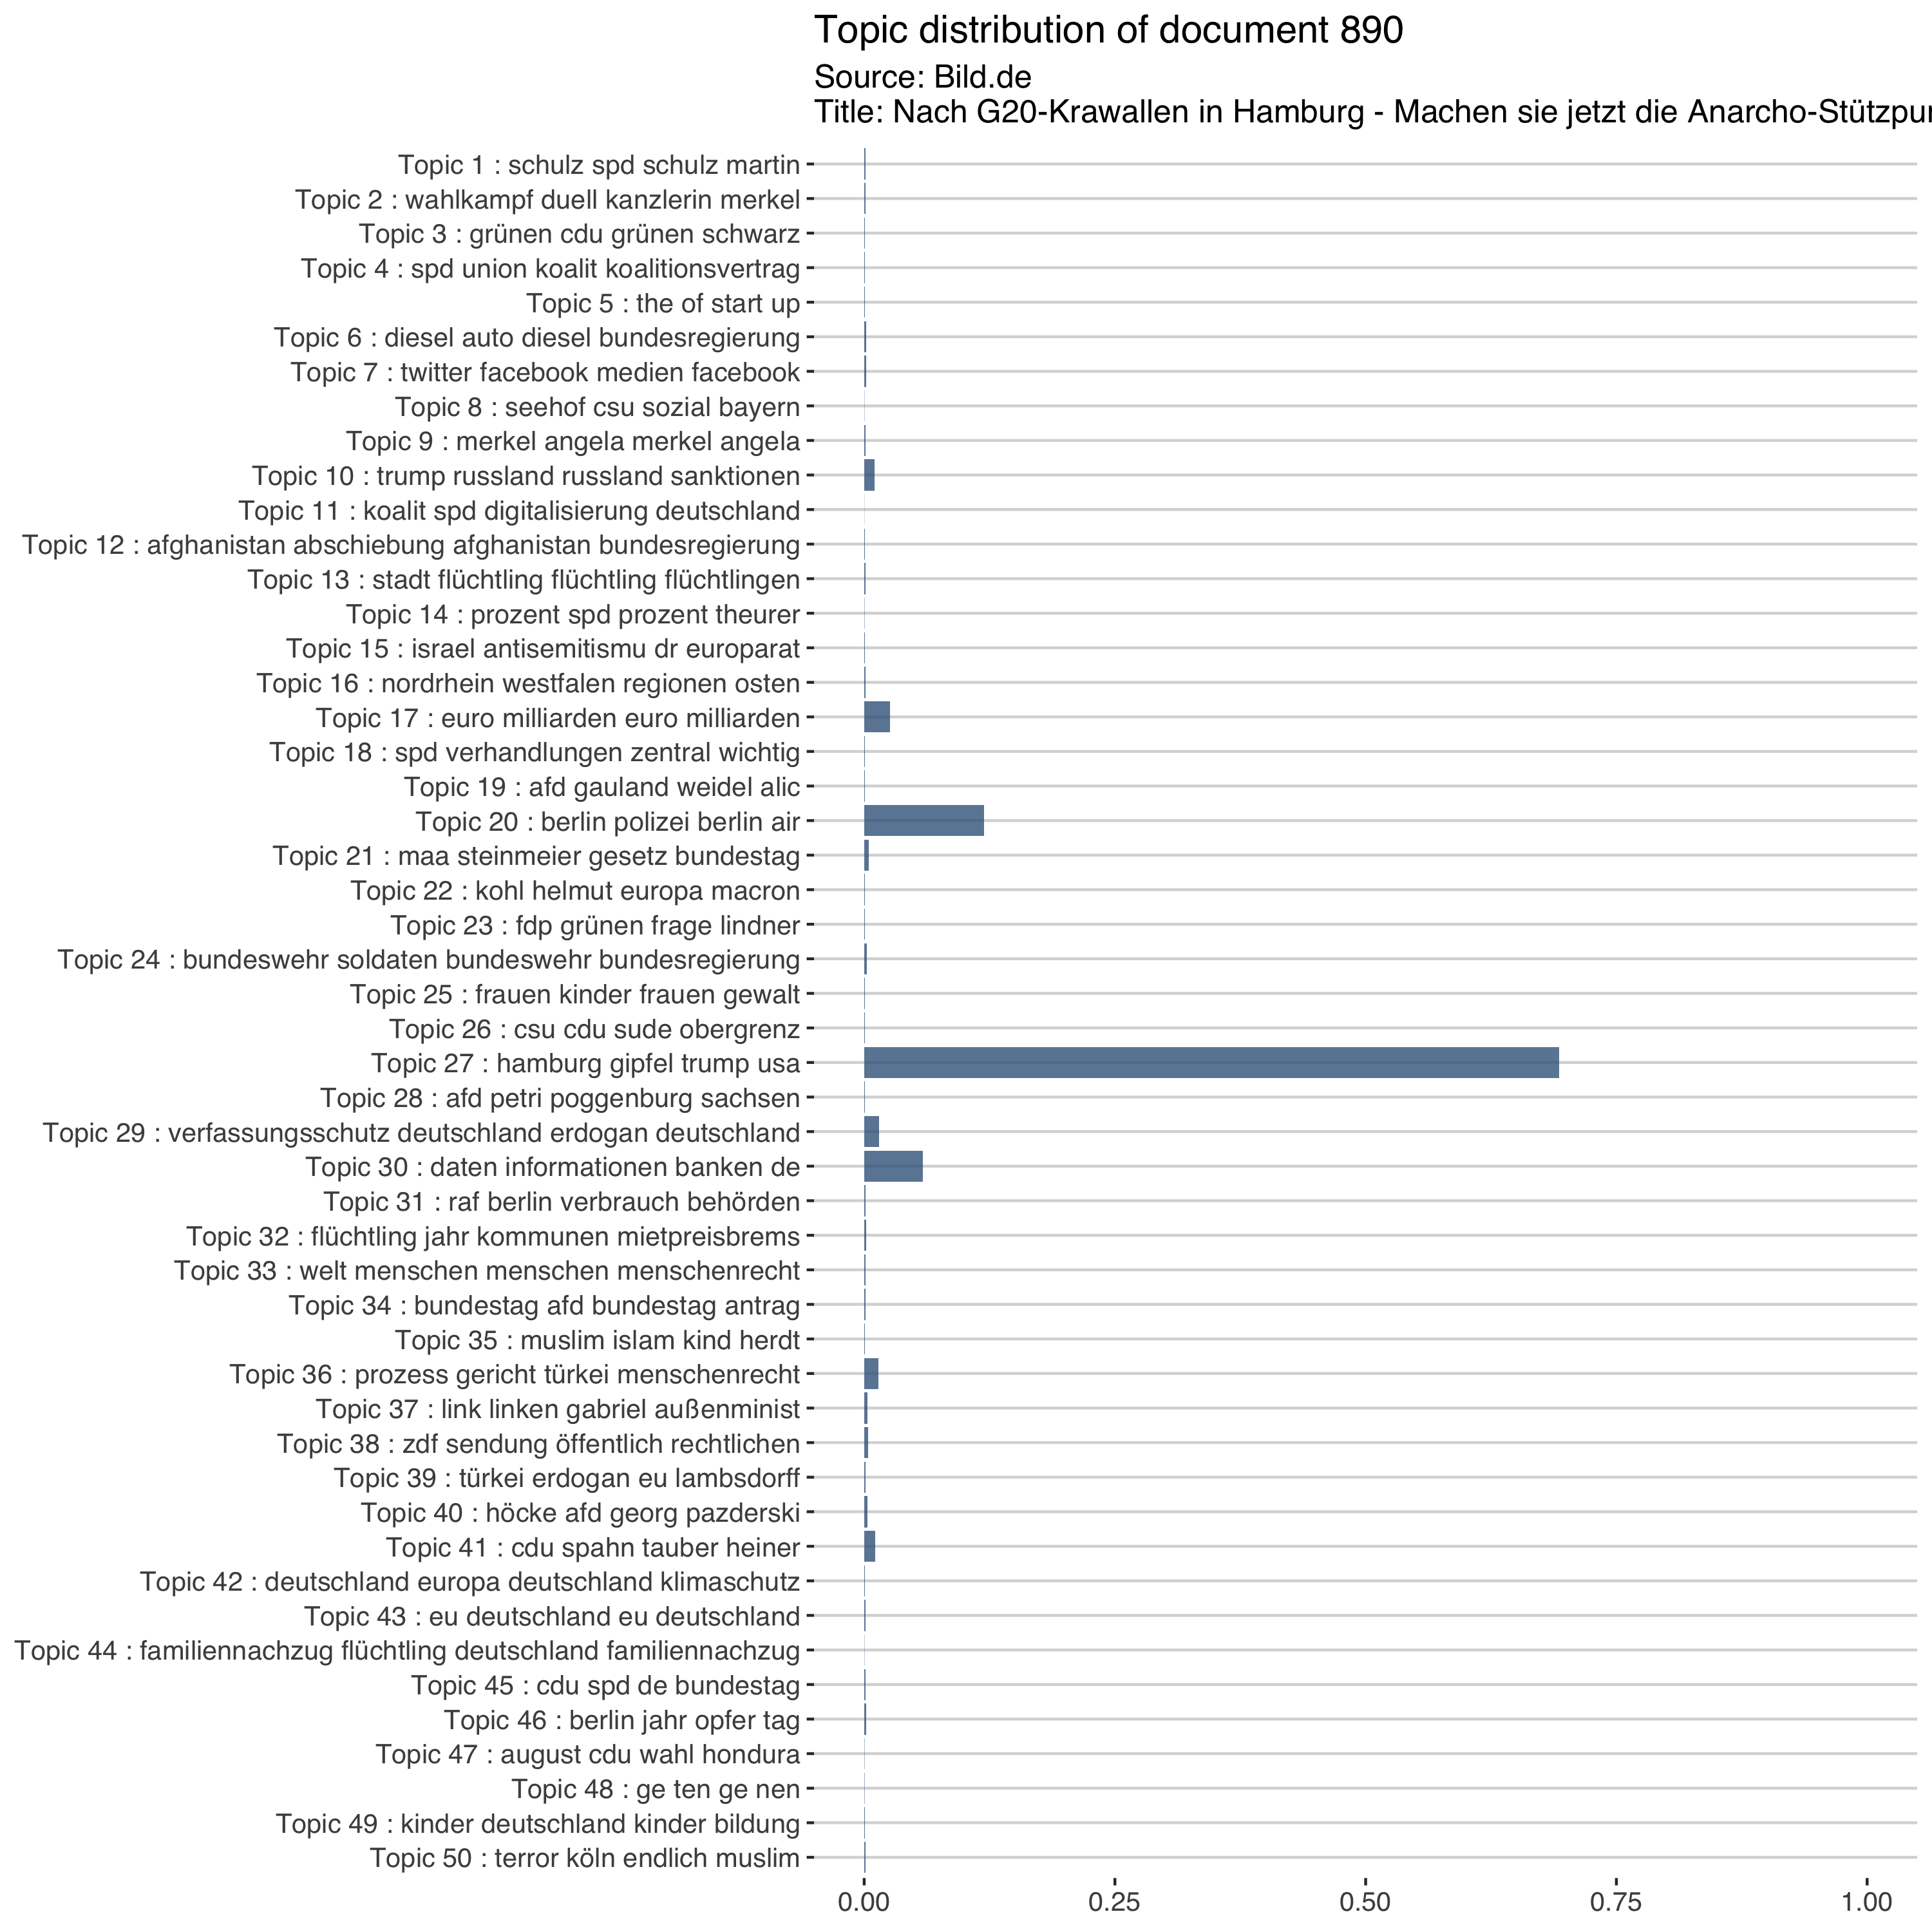 Topic distribution of document 890
Source: Bild.de
Title: Nach G20-Krawallen in Hamburg - Machen sie jetzt die Anarcho-Stützpu
Topic 1 : schulz spd schulz martin
Topic 2 : wahlkampf duell kanzlerin merkel
Topic 3 : grünen cdu grünen schwarz
Topic 4 : spd union koalit koalitionsvertrag
Topic 5 : the of start up
Topic 6 : diesel auto diesel bundesregierung
Topic 7 : twitter facebook medien facebook
Topic 8 : seehof csu sozial bayern
Topic 9 : merkel angela merkel angela
Topic 10 : trump russland russland sanktionen
Topic 11 : koalit spd digitalisierung deutschland
Topic 12 : afghanistan abschiebung afghanistan bundesregierung
Topic 13 : stadt flüchtling flüchtling flüchtlingen
Topic 14 : prozent spd prozent theurer
Topic 15 : israel antisemitismu dr europarat
Topic 16 : nordrhein westfalen regionen osten
Topic 17 : euro milliarden euro milliarden
Topic 18 : spd verhandlungen zentral wichtig
Topic 19 : afd gauland weidel alic
Topic 20 : berlin polizei berlin air
Topic 21 : maa steinmeier gesetz bundestag
Topic 22 : kohl helmut europa macron
Topic 23 : fdp grünen frage lindner
Topic 24 : bundeswehr soldaten bundeswehr bundesregierung
Topic 25 : frauen kinder frauen gewalt
Topic 26 : csu cdu sude obergrenz
Topic 27 : hamburg gipfel trump usa
Topic 28 : afd petri poggenburg sachsen
Topic 29 : verfassungsschutz deutschland erdogan deutschland
Topic 30 : daten informationen banken de
Topic 31 : raf berlin verbrauch behörden
Topic 32 : flüchtling jahr kommunen mietpreisbrems
Topic 33 : welt menschen menschen menschenrecht
Topic 34 : bundestag afd bundestag antrag
Topic 35 : muslim islam kind herdt
Topic 36 : prozess gericht türkei menschenrecht
Topic 37 : link linken gabriel außenminist
Topic 38 : zdf sendung öffentlich rechtlichen
Topic 39 : türkei erdogan eu lambsdorff
Topic 40 : höcke afd georg pazderski
Topic 41 : cdu spahn tauber heiner
Topic 42 : deutschland europa deutschland klimaschutz
Topic 43 : eu deutschland eu deutschland
Topic 44 : familiennachzug flüchtling deutschland familiennachzug
Topic 45 : cdu spd de bundestag
Topic 46 : berlin jahr opfer tag
Topic 47 : august cdu wahl hondura
Topic 48 : ge ten ge nen
Topic 49 : kinder deutschland kinder bildung
Topic 50 : terror köln endlich muslim
0.00 0.25 0.50 0.75 1.00